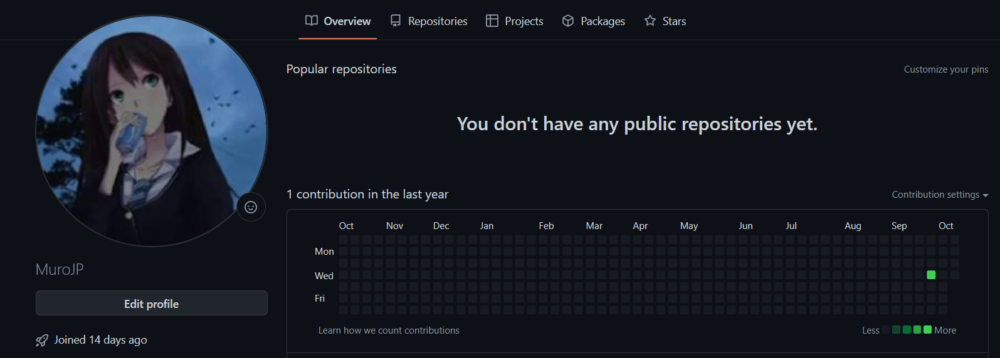 Overview Repositories Projects Packages Stars
Popular repositories Customize your pins
You don't have any public repositories yet.
1 contribution in the last year Contribution settings
Oct Nov Dec Jan Feb Mar Apr May Jun Jul Aug Sep Oct
Mon
Wed
Fri
Learn how we count contributions Less More
MuroJP
Edit profile
Joined 14 days ago